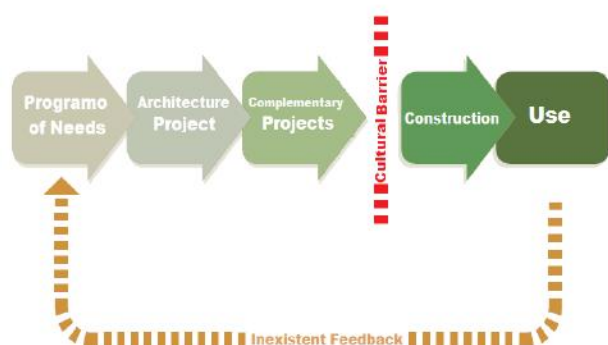 Programo
of Needs
Architecture
Project
Complementary
Projects
Cultural Barrier
Construction
Use
Inexistent Feedback